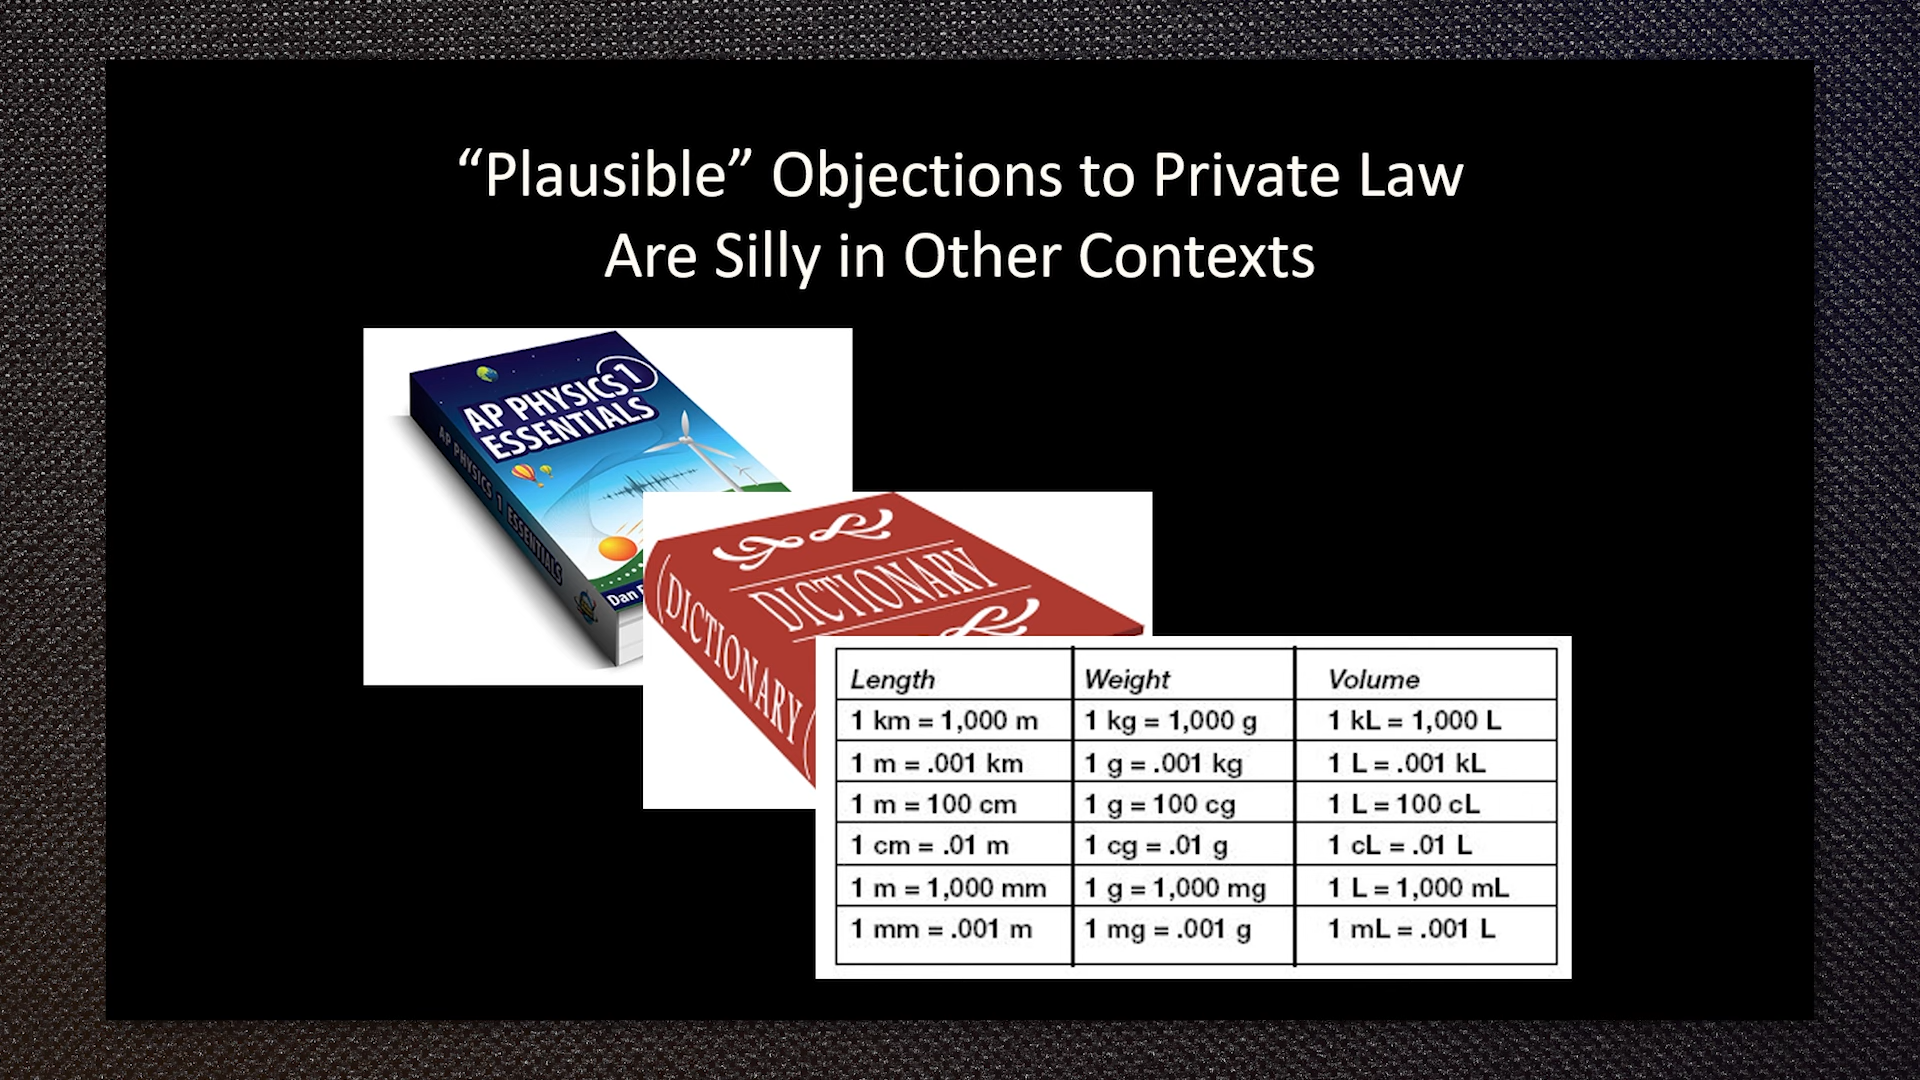 “Plausible” Objections to Private Law
Are Silly in Other Contexts
AP PHYSICS 1
ESSENTIALS
AP PHYSICS 1 ESSENTIALS
Dan
DICTIONARY
DICTIONARY
Length Weight Volume
1 km = 1,000 m 1 kg = 1,000 g 1 kL = 1,000 L
1 m = .001 km 1 g = .001 kg 1 L = .001 kL
1 m = 100 cm 1 g = 100 cg 1 L = 100 cL
1 cm = .01 m 1 cg = .01 g 1 cL = .01 L
1 m = 1,000 mm 1 g = 1,000 mg 1 L = 1,000 mL
1 mm = .001 m 1 mg = .001 g 1 mL = .001 L